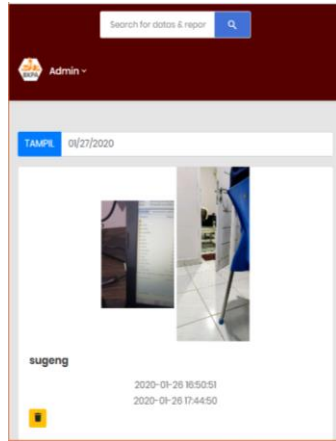 Search for datas & repor
Admin
TAMPIL 01/27/2020
sugeng
2020-01-26 16:50:51
2020-01-26 17:44:50